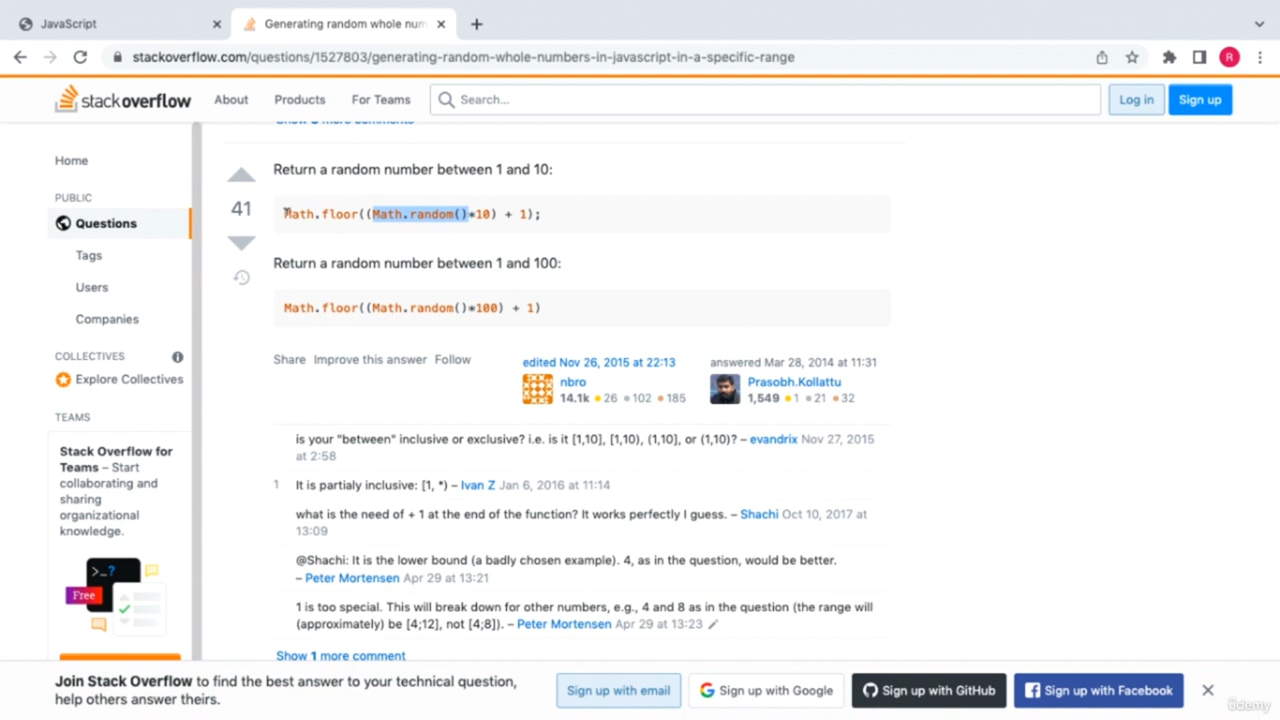 JavaScript
Generating random whole num
stackoverflow.com/questions/1527803/generating-random-whole-numbers-in-javascript-in-a-specific-range
R
stackoverflow
About
Products
For Teams
Search...
Log in
Sign up
Home
PUBLIC
Questions
Tags
Users
Companies
COLLECTIVES
Explore Collectives
TEAMS
Stack Overflow for
Teams – Start
collaborating and
sharing
organizational
knowledge.
>_?
Free
Return a random number between 1 and 10:
41
Math.floor((Math.random()*10) + 1);
Return a random number between 1 and 100:
Math.floor((Math.random()*100) + 1)
Share Improve this answer Follow
edited Nov 26, 2015 at 22:13
nbro
14.1k 26 102 185
answered Mar 28, 2014 at 11:31
Prasobh.Kollattu
1,549 1 21 32
is your "between" inclusive or exclusive? i.e. is it [1,10], [1,10), (1,10], or (1,10)? – evandrix Nov 27, 2015
at 2:58
1 It is partialy inclusive: [1, *) – Ivan Z Jan 6, 2016 at 11:14
what is the need of + 1 at the end of the function? It works perfectly I guess. – Shachi Oct 10, 2017 at
13:09
@Shachi: It is the lower bound (a badly chosen example). 4, as in the question, would be better.
– Peter Mortensen Apr 29 at 13:21
1 is too special. This will break down for other numbers, e.g., 4 and 8 as in the question (the range will
(approximately) be [4;12], not [4;8]). – Peter Mortensen Apr 29 at 13:23
Show 1 more comment
Join Stack Overflow to find the best answer to your technical question,
help others answer theirs.
Sign up with email
Sign up with Google
Sign up with GitHub
Sign up with Facebook
ûdemy